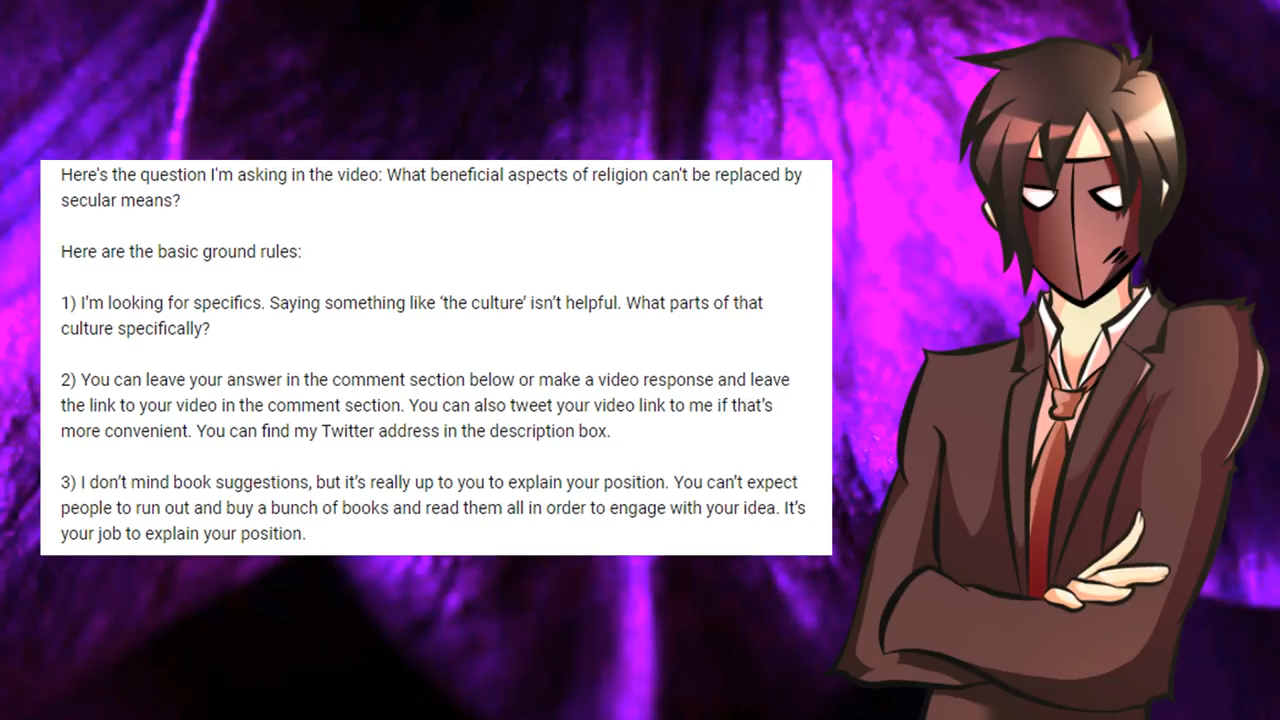 Here's the question I'm asking in the video: What beneficial aspects of religion can't be replaced by
secular means?
Here are the basic ground rules:
1) I'm looking for specifics. Saying something like ‘the culture’ isn’t helpful. What parts of that
culture specifically?
2) You can leave your answer in the comment section below or make a video response and leave
the link to your video in the comment section. You can also tweet your video link to me if that’s
more convenient. You can find my Twitter address in the description box.
3) I don’t mind book suggestions, but it’s really up to you to explain your position. You can’t expect
people to run out and buy a bunch of books and read them all in order to engage with your idea. It’s
your job to explain your position.